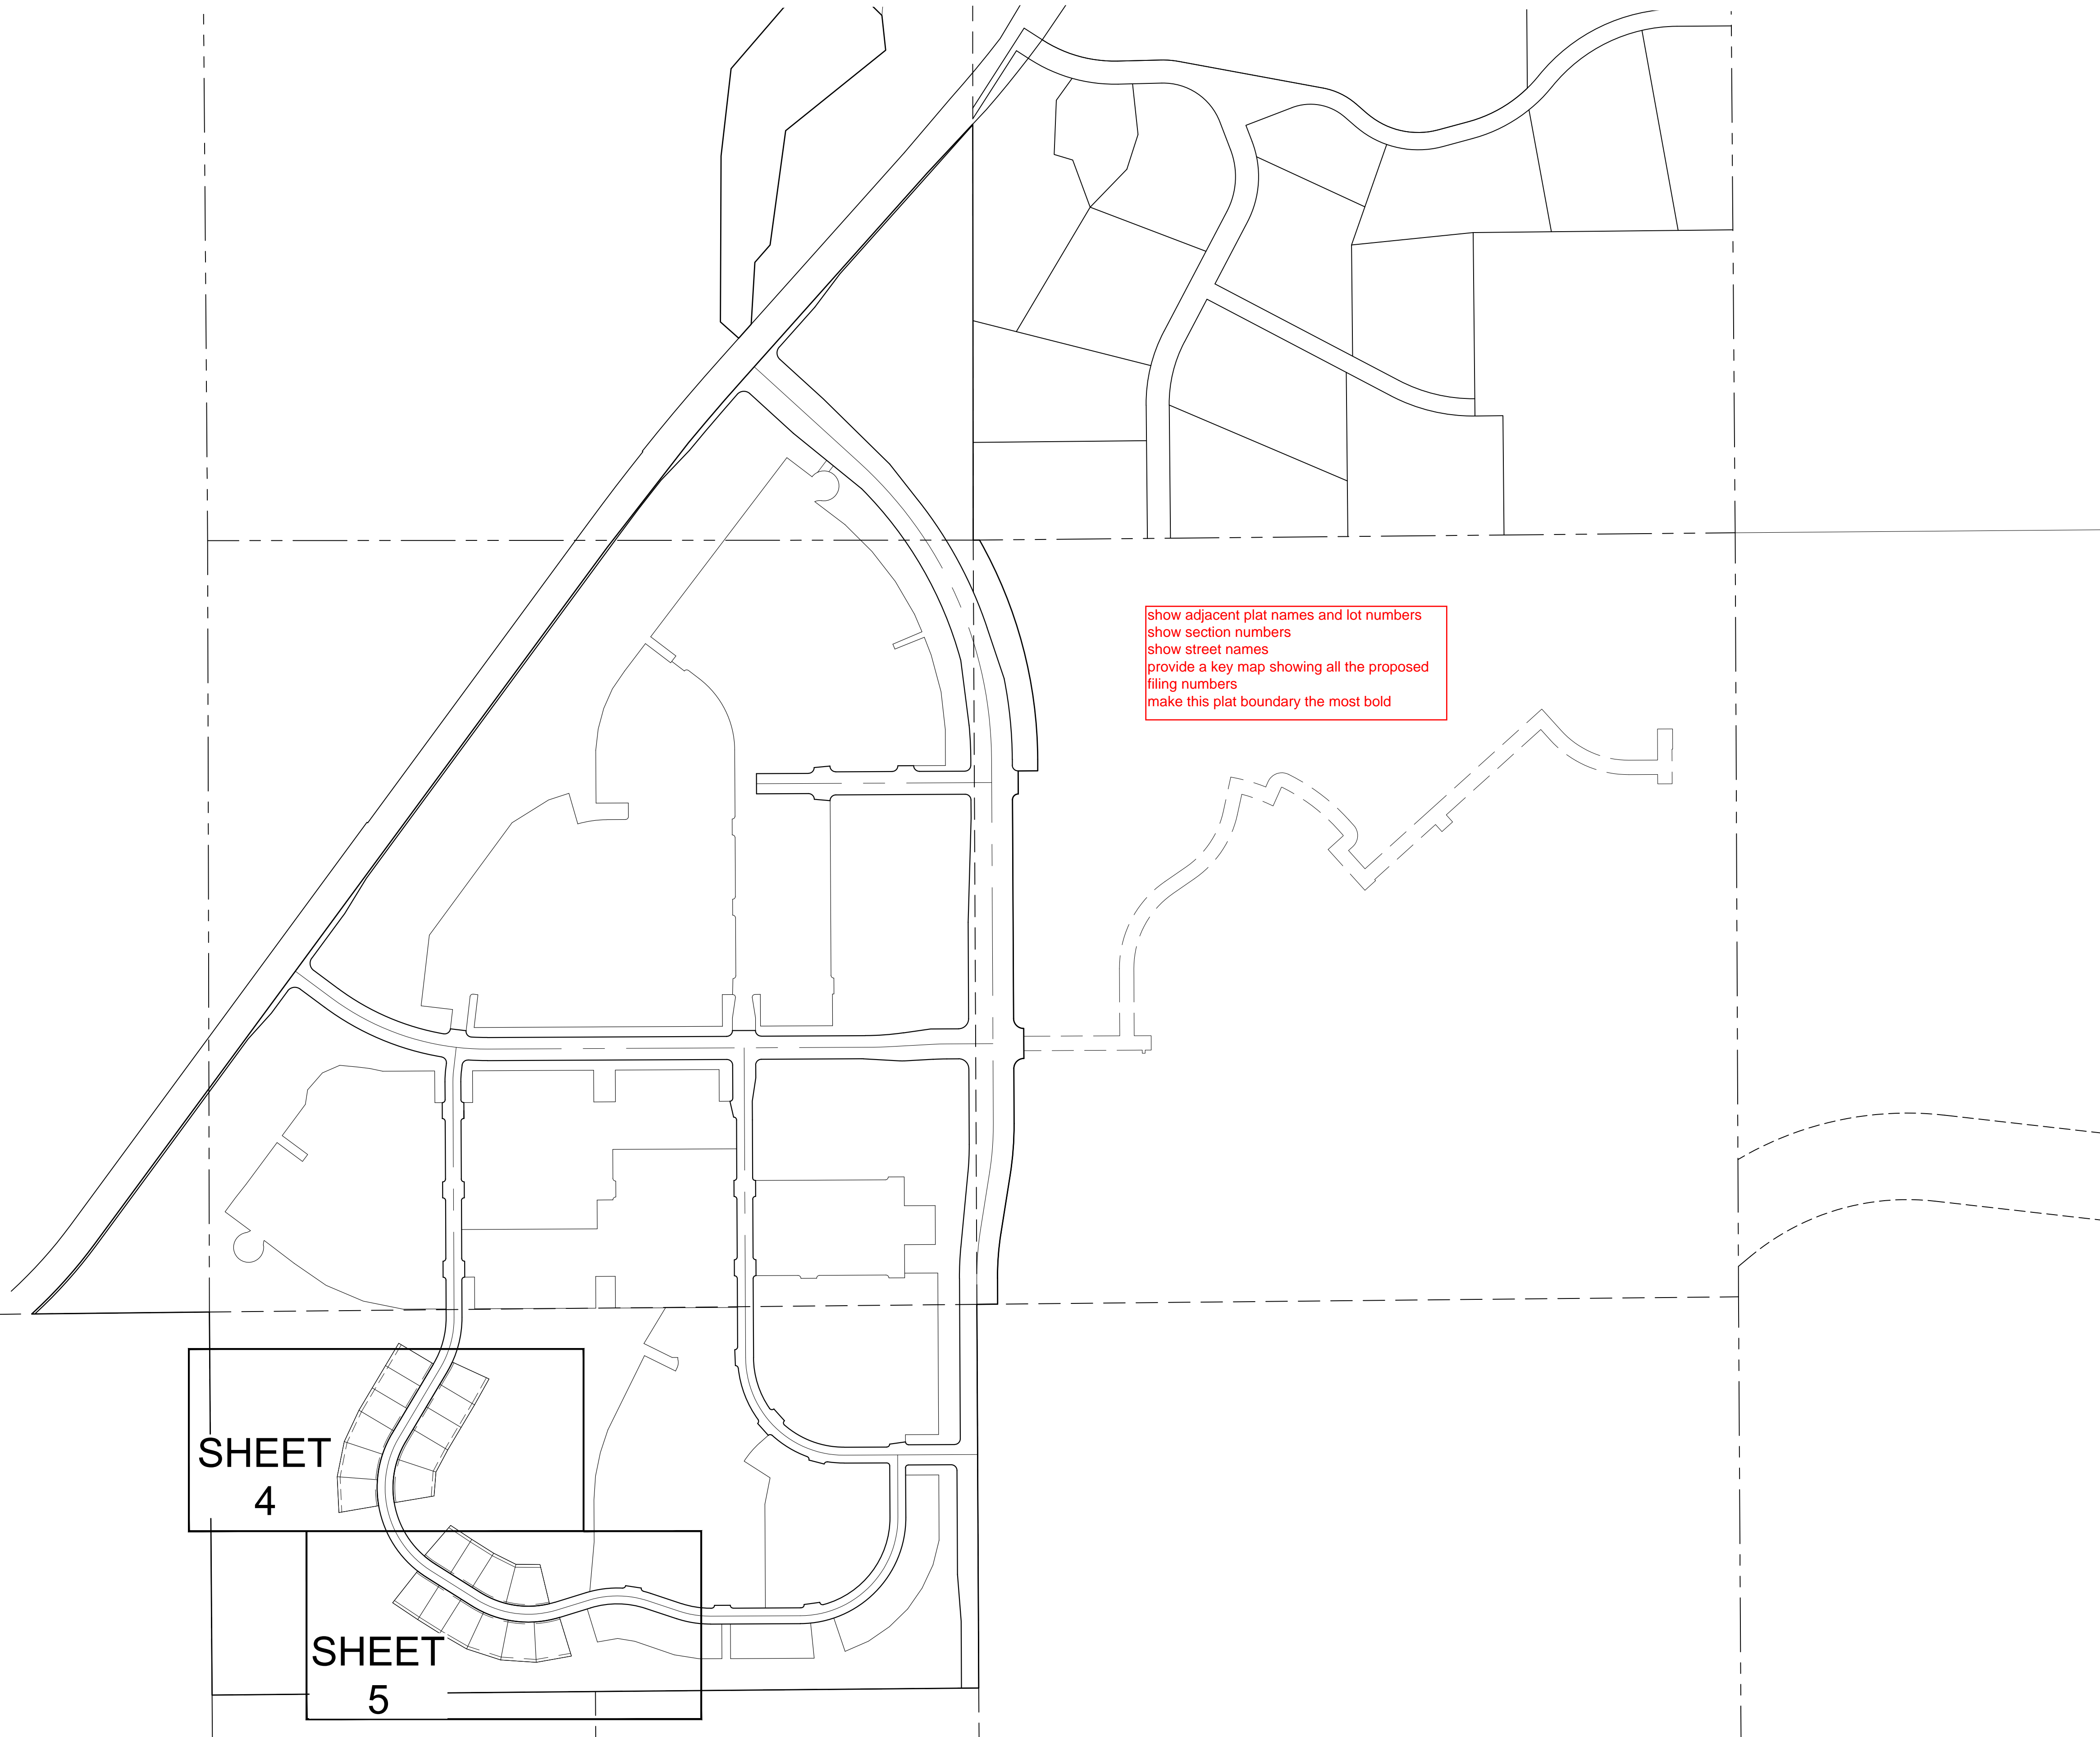 show adjacent plat names and lot numbers
show section numbers
show street names
provide a key map showing all the proposed
filing numbers
make this plat boundary the most bold
SHEET
4
SHEET
5